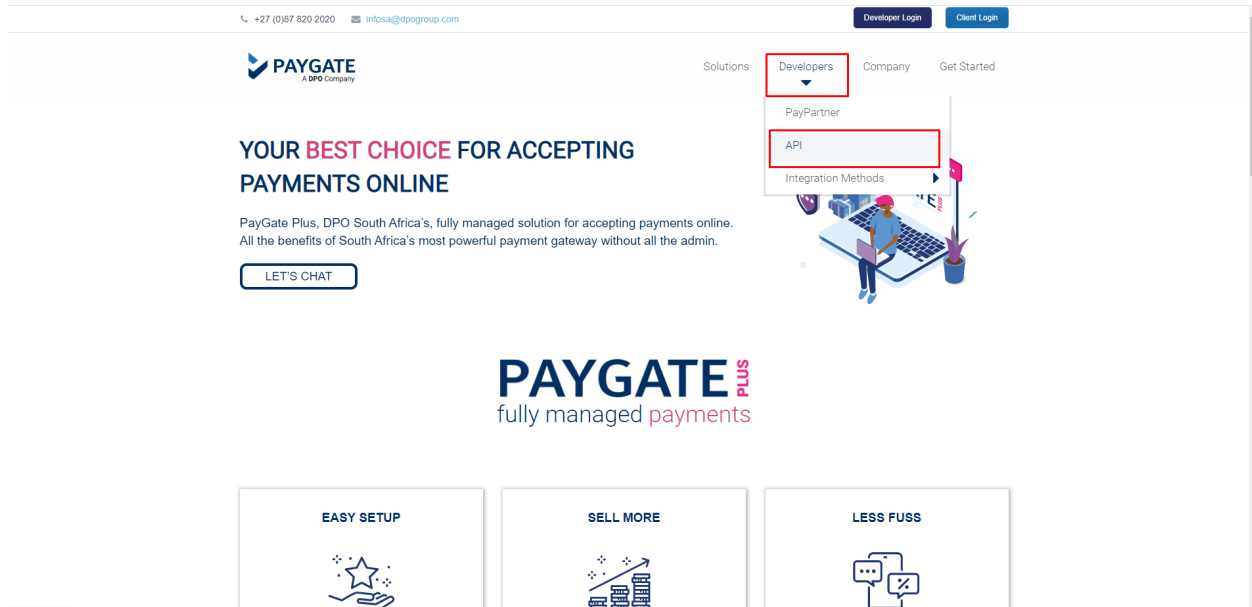 +27 (0)87 820 2020 infosa@dpogroup.com Developer Login Client Login
PAYGATE
A DPO Company
Solutions Developers Company Get Started
PayPartner
API
Integration Methods
YOUR BEST CHOICE FOR ACCEPTING
PAYMENTS ONLINE
PayGate Plus, DPO South Africa's, fully managed solution for accepting payments online.
All the benefits of South Africa's most powerful payment gateway without all the admin.
LET'S CHAT
PAYGATE PLUS
fully managed payments
EASY SETUP SELL MORE LESS FUSS